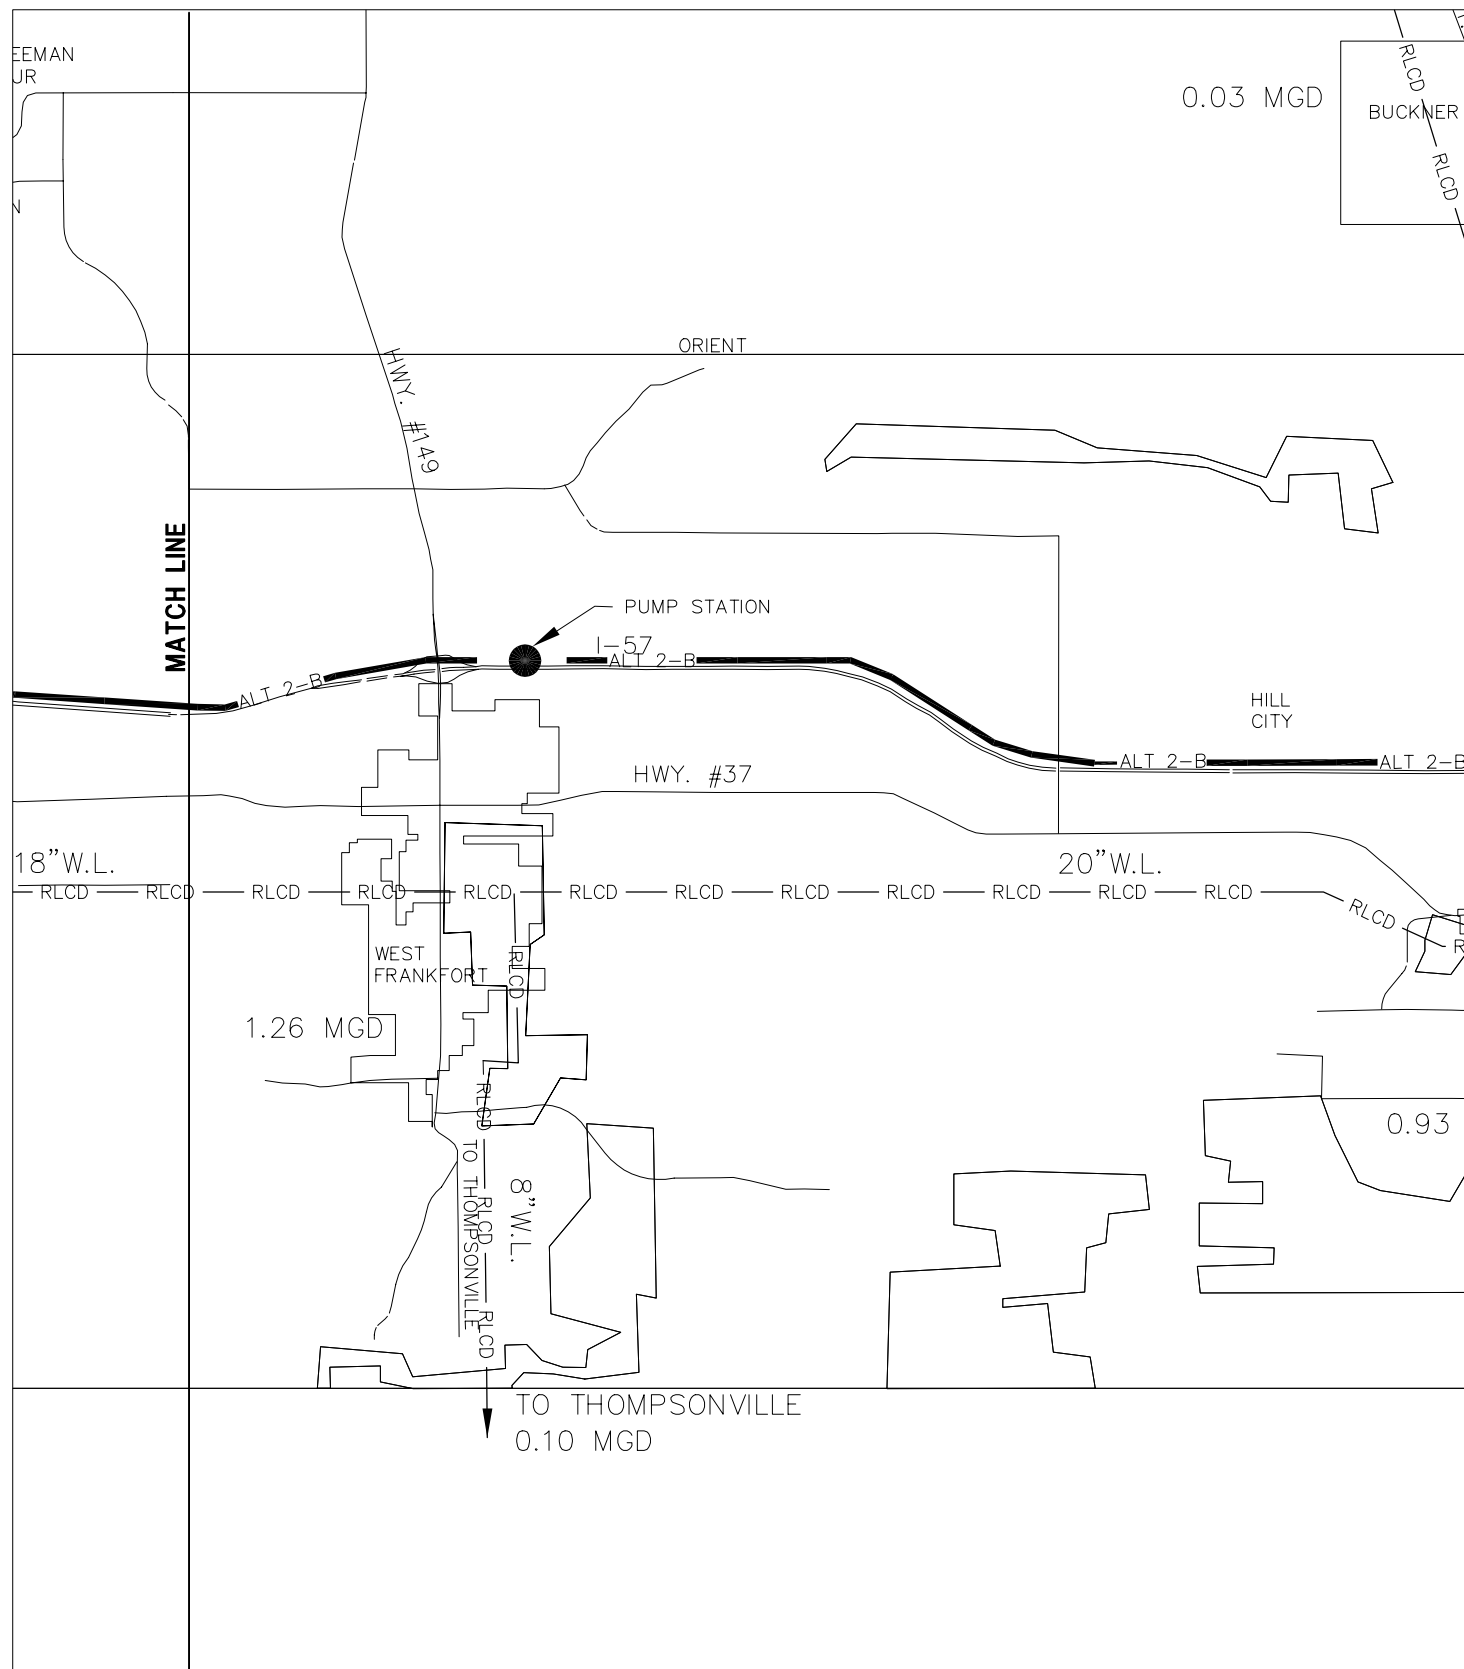 EEMAN
UR
N
0.03 MGD
BUCKNER
RLCD
RLCD
ORIENT
HWY. #149
MATCH LINE
PUMP STATION
I-57
ALT 2-B
ALT 2-B
HILL
CITY
ALT 2-B
ALT 2-B
HWY. #37
18"W.L.
20"W.L.
RLCD RLCD RLCD RLCD RLCD RLCD RLCD RLCD RLCD RLCD RLCD RLCD
RLCD
R
WEST
FRANKFORT
RLCD
1.26 MGD
RLCD
0.93
TO THOMPSONVILLE
8"W.L.
RLCD
RLCD
TO THOMPSONVILLE
0.10 MGD